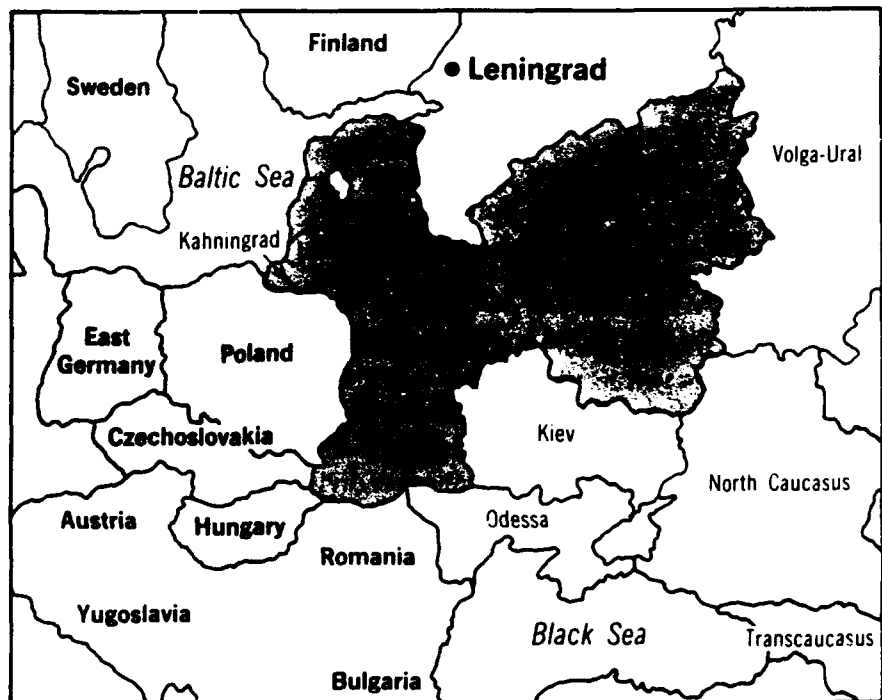 Finland
Leningrad
Sweden
Volga-Ural
Baltic Sea
Kahningrad
East
Germany
Poland
Czechoslovakia
Kiev
North Caucasus
Austria
Hungary
Odessa
Romania
Yugoslavia
Black Sea
Transcaucasus
Bulgaria